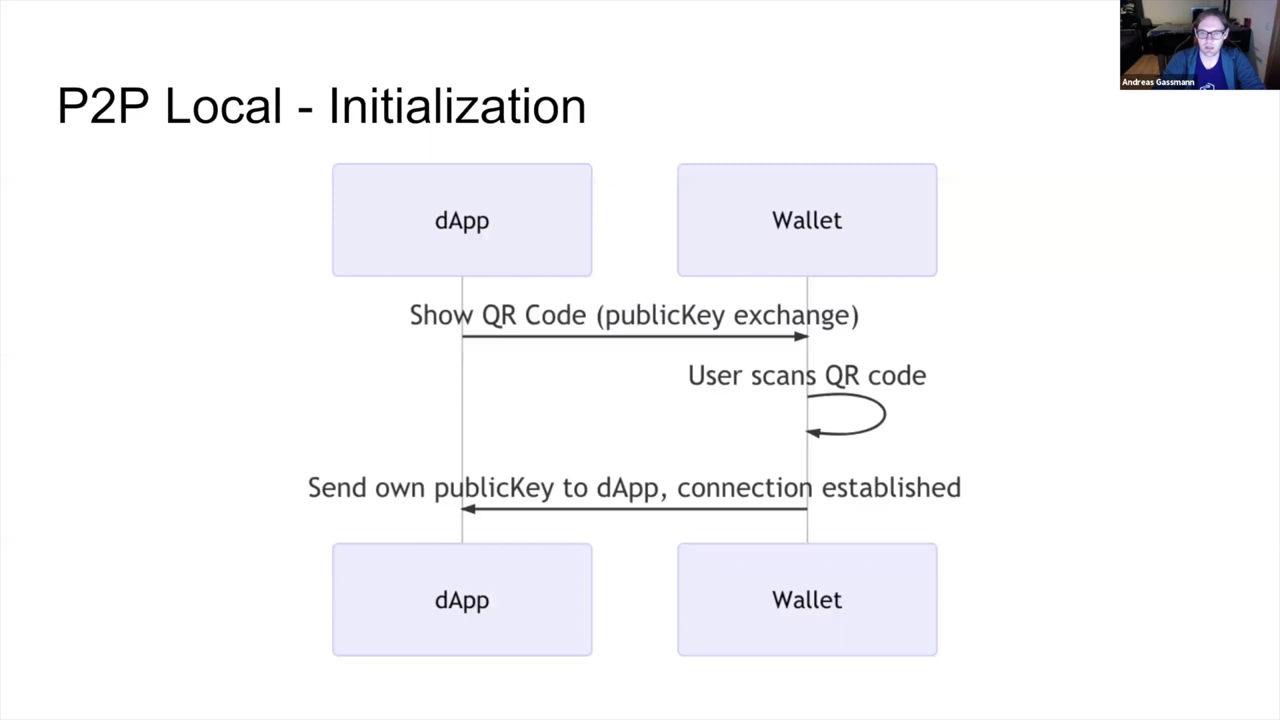 Andreas Gassmann
P2P Local - Initialization
dApp
Wallet
Show QR Code (publicKey exchange)
User scans QR code
Send own publicKey to dApp, connection established
dApp
Wallet